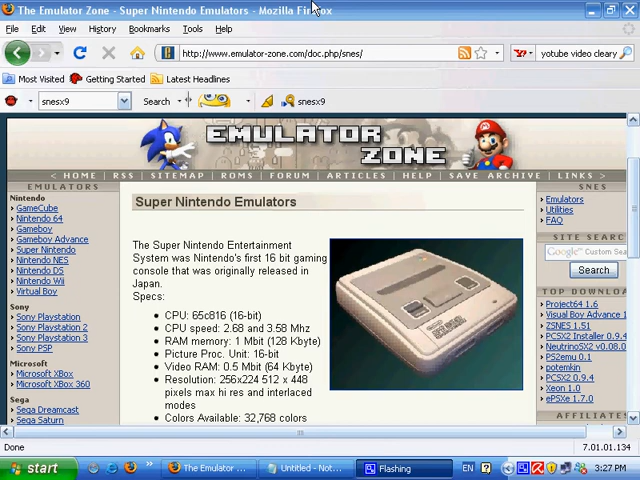 The Emulator Zone - Super Nintendo Emulators - Mozilla Firefox
File Edit View History Bookmarks Tools Help
http://www.emulator-zone.com/doc.php/snes/
yotube video cleary
Most Visited Getting Started Latest Headlines
snesx9 Search snesx9
EMULATOR
ZONE
< HOME | RSS | SITEMAP | ROMS | FORUM | ARTICLES | HELP | SAVE ARCHIVE | LINKS >
EMULATORS
Nintendo
GameCube
Nintendo 64
Gameboy
Gameboy Advance
Super Nintendo
Nintendo NES
Nintendo DS
Nintendo Wii
Virtual Boy
Sony
Sony Playstation
Sony Playstation 2
Sony Playstation 3
Sony PSP
Microsoft
Microsoft XBox
Microsoft XBox 360
Sega
Sega Dreamcast
Sega Saturn
Super Nintendo Emulators
The Super Nintendo Entertainment
System was Nintendo's first 16 bit gaming
console that was originally released in
Japan.
Specs:
CPU: 65c816 (16-bit)
CPU speed: 2.68 and 3.58 Mhz
RAM memory: 1 Mbit (128 Kbyte)
Picture Proc. Unit: 16-bit
Video RAM: 0.5 Mbit (64 Kbyte)
Resolution: 256x224 512 x 448
pixels max hi res and interlaced
modes
Colors Available: 32,768 colors
SNES
Emulators
Utilities
FAQ
SITE SEARC
Google™ Custom Sea
Search
TOP DOWNLO
Project64 1.6
Visual Boy Advance 1
ZSNES 1.51
PCSX2 Installer 0.9.4
NeutrinoSX2 v0.08.0
PS2emu 0.1
potemkin
PCSX2 0.9.4
Xeon 1.0
ePSXe 1.7.0
AFFILIATE
Done 7.01.01.134
start The Emulator ... Untitled - Not... Flashing EN 3:27 PM